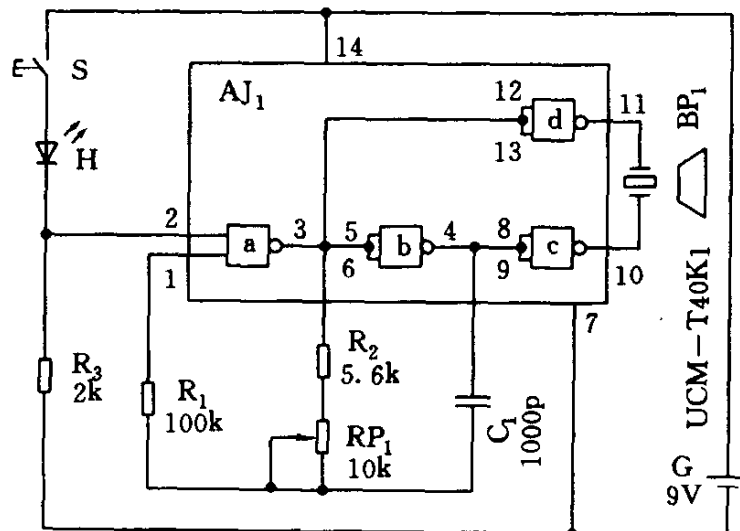 S
14
AJ₁
12
11
d
13
BP₁
H
2
3
5
4
8
a
b
c
1
6
9
10
7
R₃
2k
R₁
100k
R₂
5.6k
RP₁
10k
C₁
1000p
UCM-T40K1
G
9V